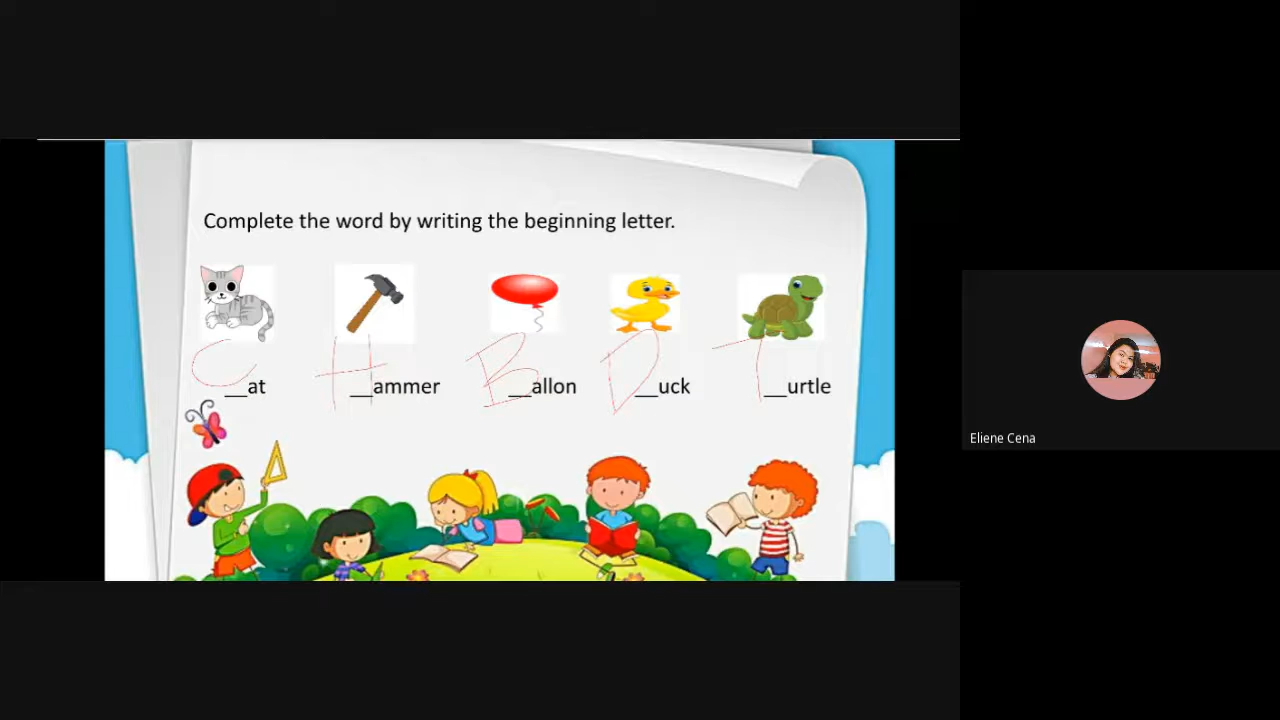 Complete the word by writing the beginning letter.
C__at H__ammer B__allon D__uck T__urtle
Eliene Cena